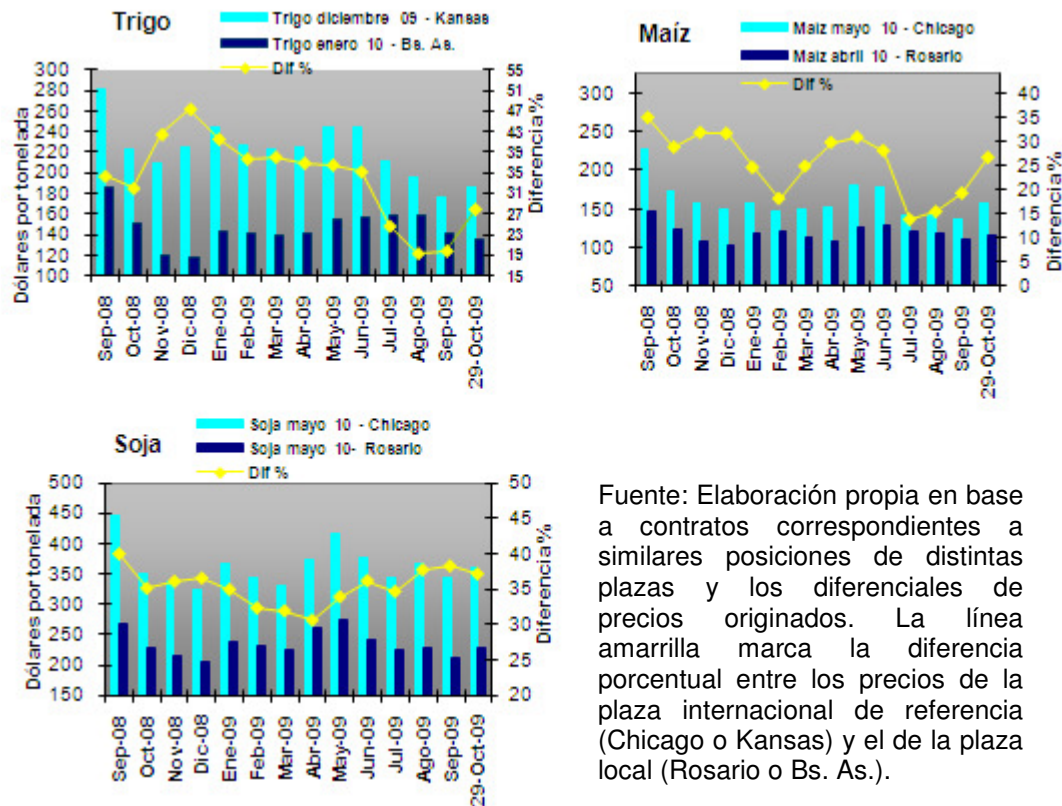 Trigo
Trigo diciembre 09 - Kansas
Trigo enero 10 - Bs. As.
Dif %
Dólares por tonelada
300
280
260
240
220
200
180
160
140
120
100
55
51
47
43
39
35
31
27
23
19
15
Diferencia %
Sep-08
Oct-08
Nov-08
Dic-08
Ene-09
Feb-09
Mar-09
Abr-09
May-09
Jun-09
Jul-09
Ago-09
Sep-09
29-Oct-09
Maíz
Maiz mayo 10 - Chicago
Maiz abril 10 - Rosario
Dif %
300
250
200
150
100
50
40
35
30
25
20
15
10
5
0
Diferencia %
Sep-08
Oct-08
Nov-08
Dic-08
Ene-09
Feb-09
Mar-09
Abr-09
May-09
Jun-09
Jul-09
Ago-09
Sep-09
29-Oct-09
Soja
Soja mayo 10 - Chicago
Soja mayo 10- Rosario
Dif %
Dólares por tonelada
500
450
400
350
300
250
200
150
50
45
40
35
30
25
20
Diferencia %
Sep-08
Oct-08
Nov-08
Dic-08
Ene-09
Feb-09
Mar-09
Abr-09
May-09
Jun-09
Jul-09
Ago-09
Sep-09
29-Oct-09
Fuente: Elaboración propia en base
a contratos correspondientes a
similares posiciones de distintas
plazas y los diferenciales de
precios originados. La línea
amarrilla marca la diferencia
porcentual entre los precios de la
plaza internacional de referencia
(Chicago o Kansas) y el de la plaza
local (Rosario o Bs. As.).